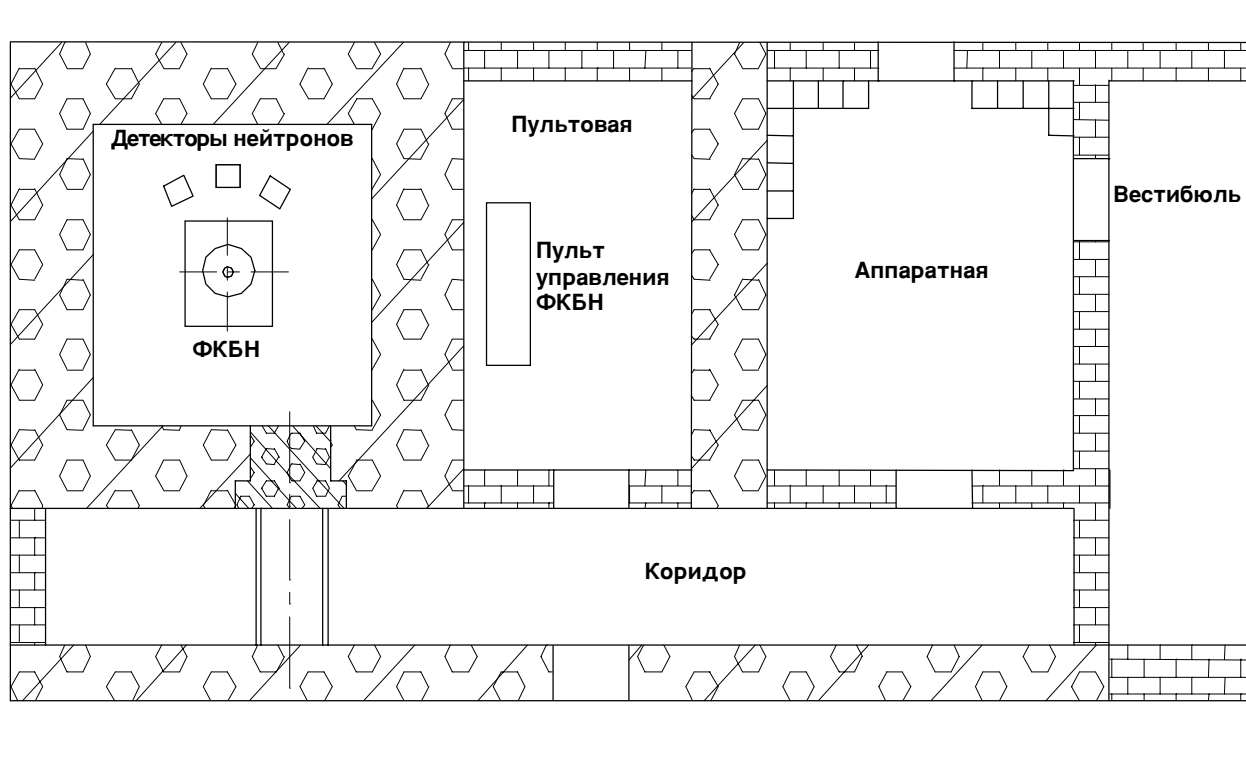 Детекторы нейтронов
ФКБН
Пультовая
Пульт
управления
ФКБН
Аппаратная
Вестибюль
Коридор